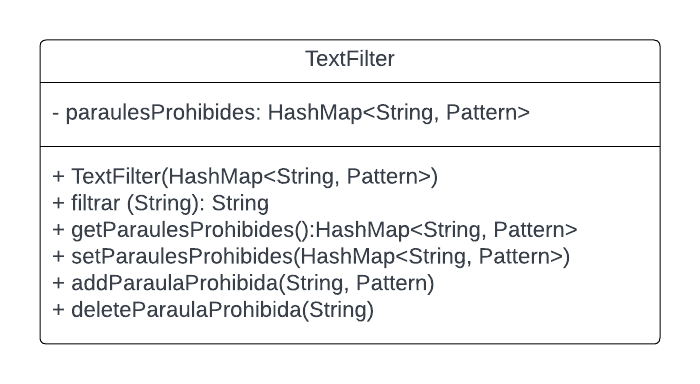 TextFilter
- paraulesProhibides: HashMap<String, Pattern>
+ TextFilter(HashMap<String, Pattern>)
+ filtrar (String): String
+ getParaulesProhibides():HashMap<String, Pattern>
+ setParaulesProhibides(HashMap<String, Pattern>)
+ addParaulaProhibida(String, Pattern)
+ deleteParaulaProhibida(String)